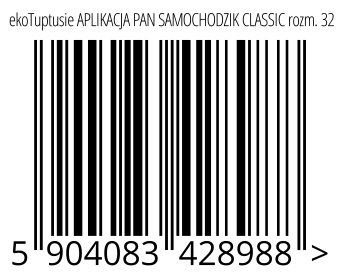 ekoTuptusie APLIKACJA PAN SAMOCHODZIK CLASSIC rozm. 32
5 904083 428988 >